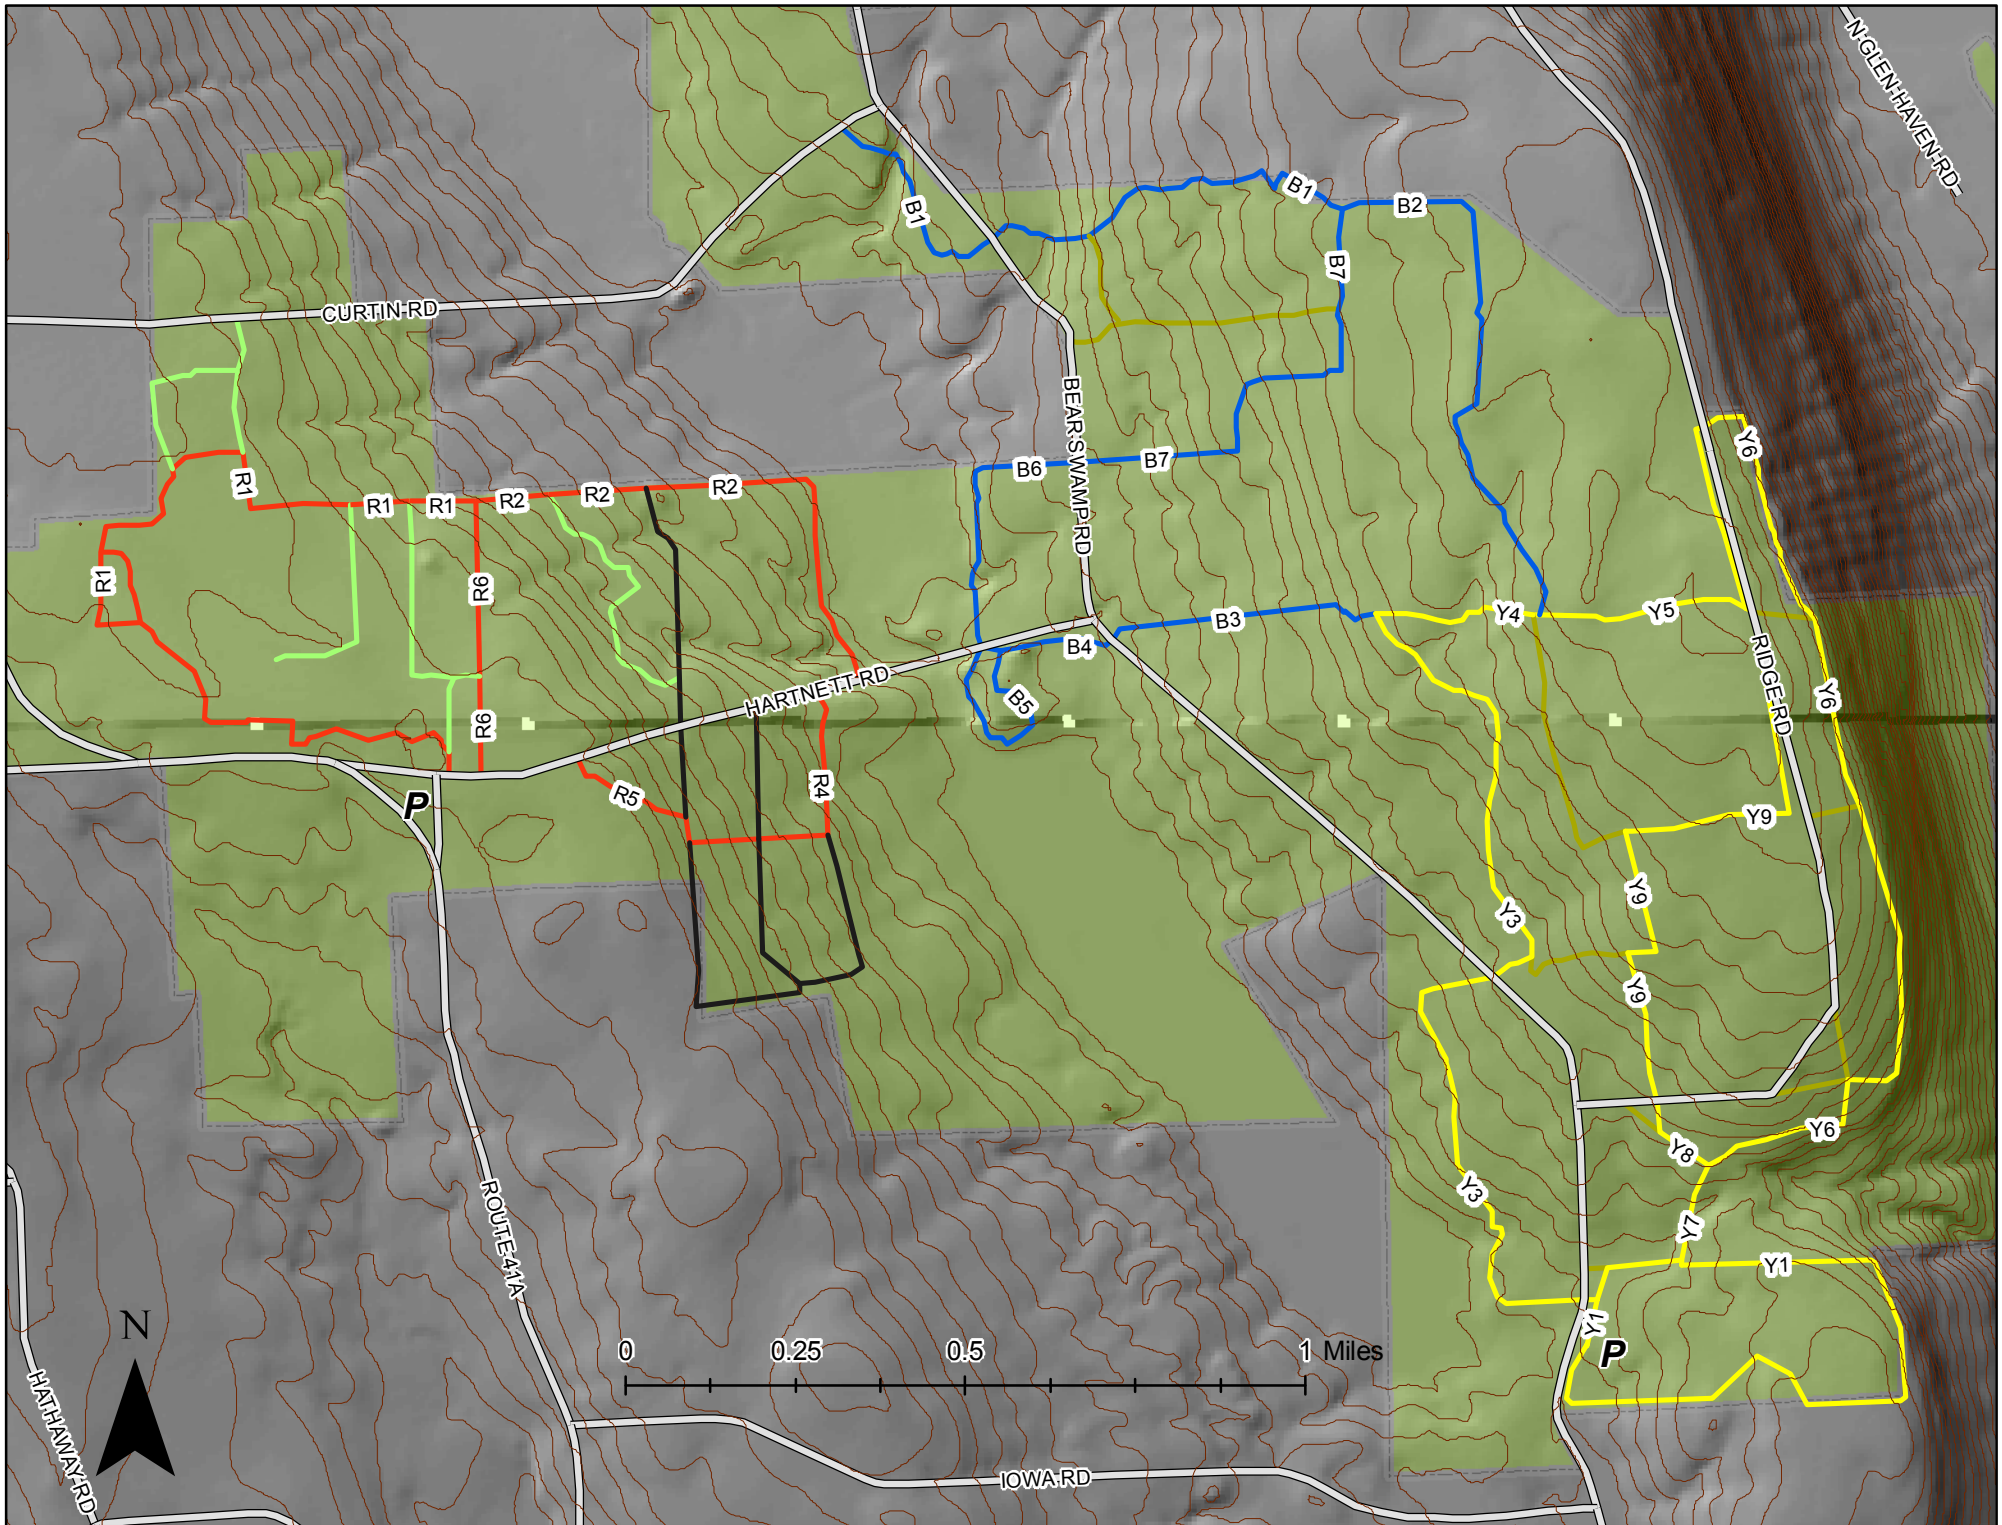 N GLEN HAVEN RD
B1
B1
B2
B7
CURTIN RD
BEAR SWAMP RD
B6
B7
Y6
R1
R1
R1
R2
R2
R2
R1
R6
B3
B4
Y4
Y5
RIDGE RD
HARTNETT RD
B5
Y6
R6
R5
R4
P
Y9
Y9
Y3
Y9
Y6
Y8
Y3
Y7
ROUTE 41A
Y1
Y1
P
N
0 0.25 0.5 1 Miles
HATHAWAY RD
IOWA RD